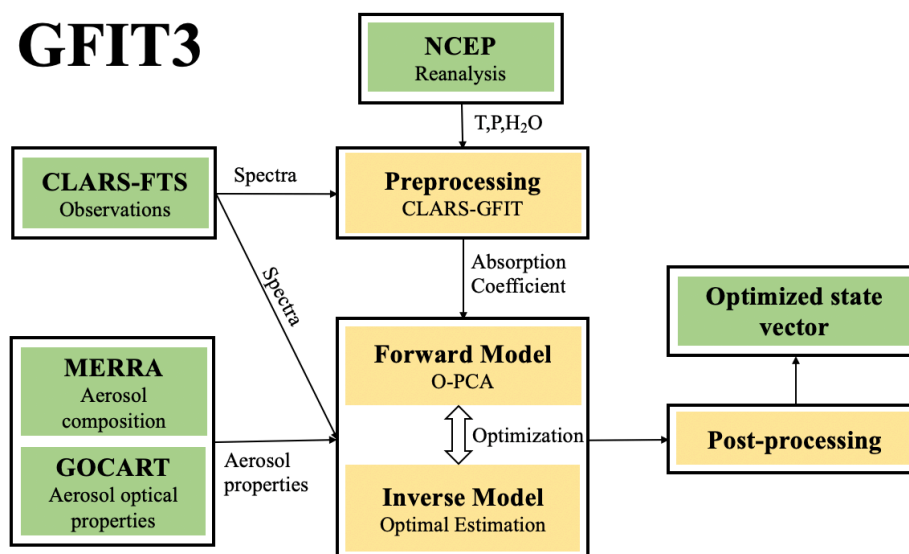 GFIT3
NCEP
Reanalysis
T,P,H₂O
CLARS-FTS
Observations
Spectra
Preprocessing
CLARS-GFIT
Spectra
Absorption
Coefficient
Optimized state
vector
MERRA
Aerosol
composition
GOCART
Aerosol optical
properties
Aerosol
properties
Forward Model
O-PCA
Optimization
Inverse Model
Optimal Estimation
Post-processing